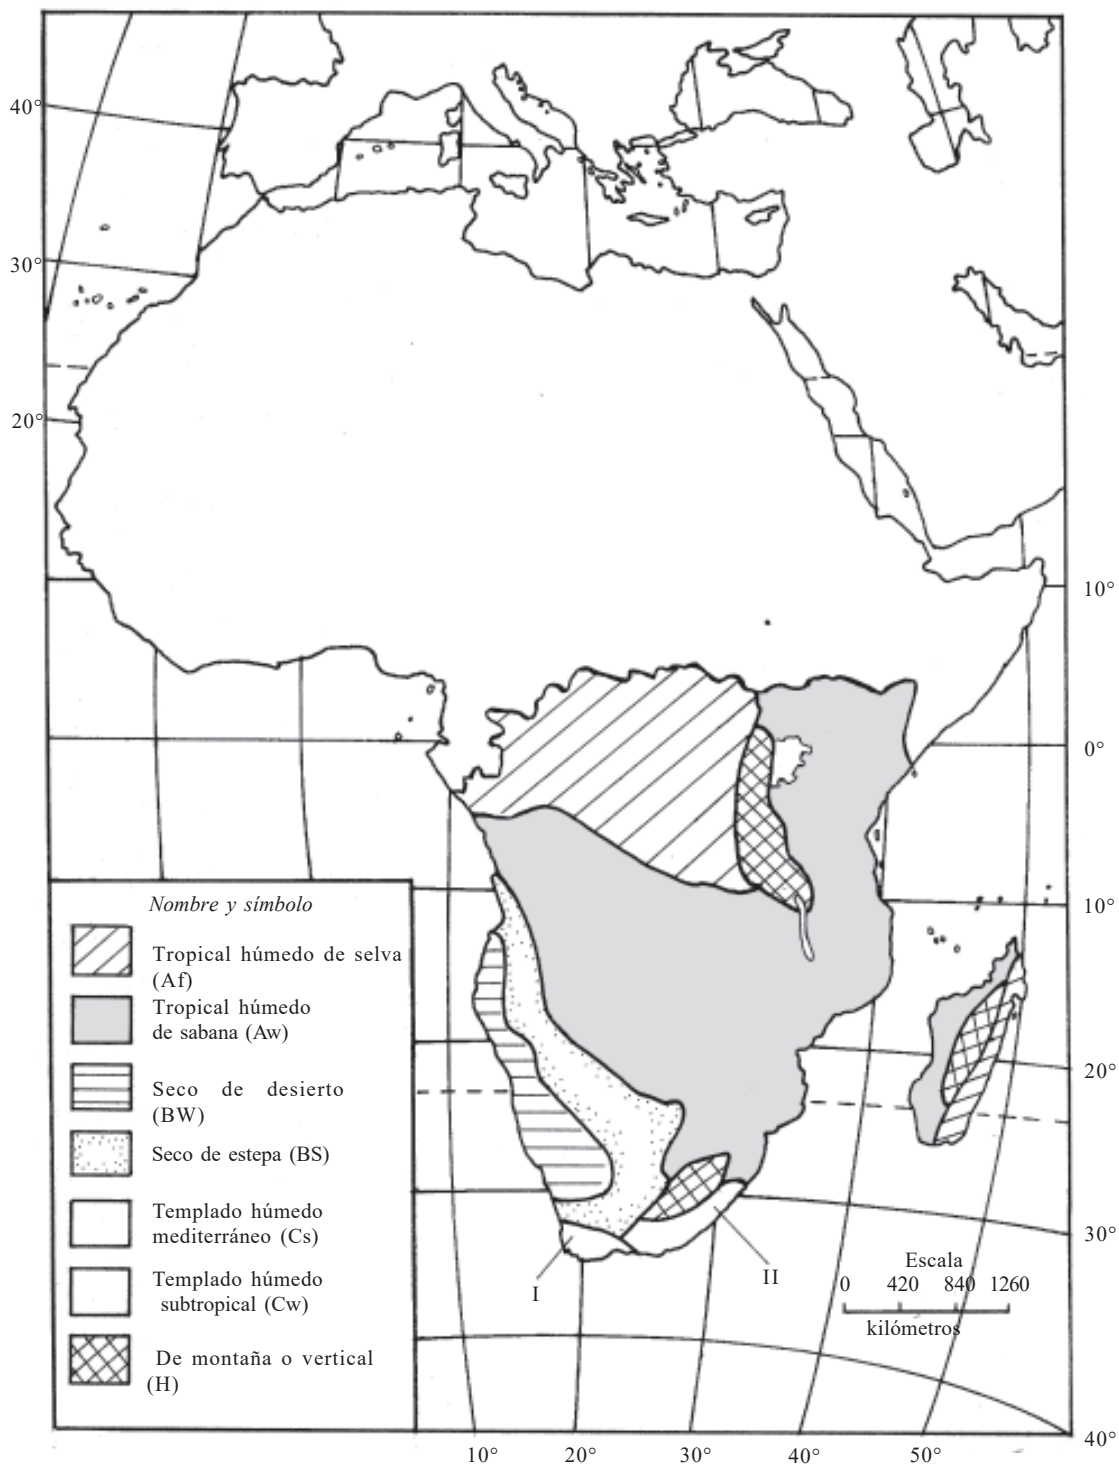 40°
30°
20°
10°
0°
10°
20°
30°
40°
Nombre y símbolo
Tropical húmedo de selva
(Af)
Tropical húmedo
de sabana (Aw)
Seco de desierto
(BW)
Seco de estepa (BS)
Templado húmedo
mediterráneo (Cs)
Templado húmedo
subtropical (Cw)
De montaña o vertical
(H)
I
II
Escala
0 420 840 1260
kilómetros
10° 20° 30° 40° 50°